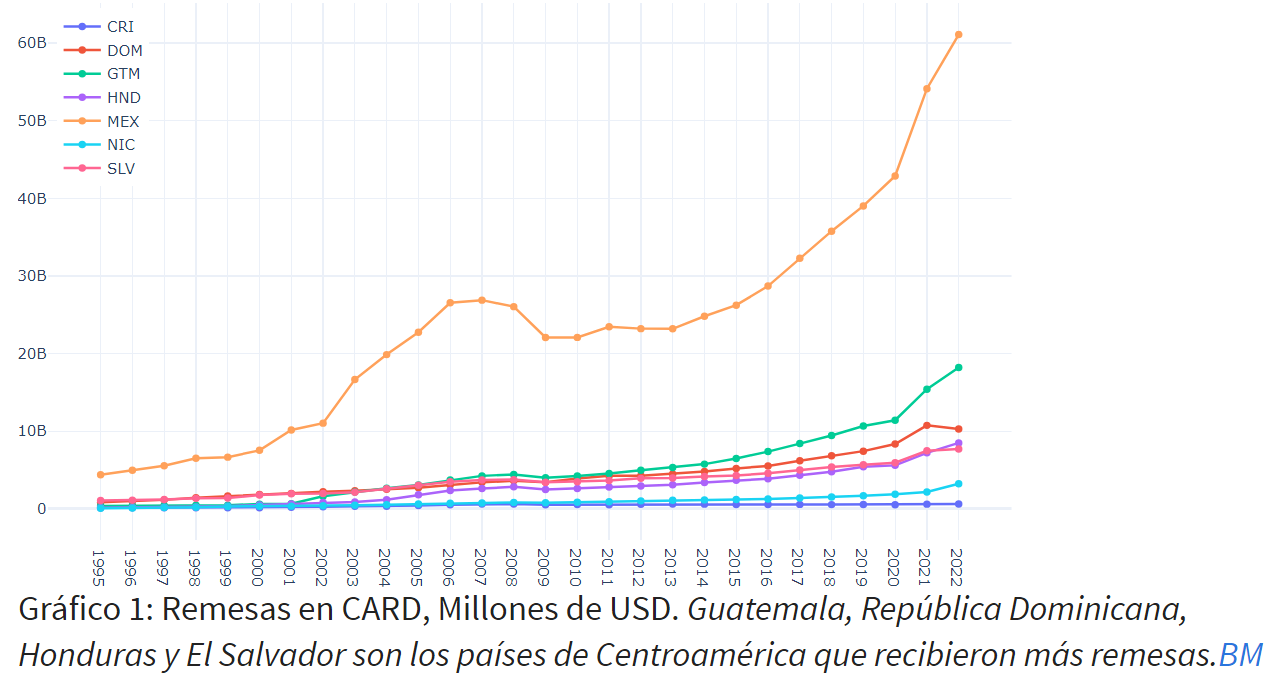 CRI
DOM
GTM
HND
MEX
NIC
SLV
60B
50B
40B
30B
20B
10B
0
1995
1996
1997
1998
1999
2000
2001
2002
2003
2004
2005
2006
2007
2008
2009
2010
2011
2012
2013
2014
2015
2016
2017
2018
2019
2020
2021
2022
Gráfico 1: Remesas en CARD, Millones de USD. Guatemala, República Dominicana,
Honduras y El Salvador son los países de Centroamérica que recibieron más remesas.BM